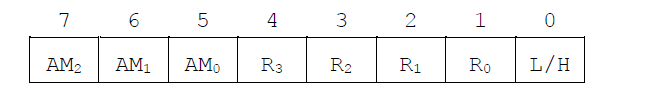 7 6 5 4 3 2 1 0
AM₂ AM₁ AM₀ R₃ R₂ R₁ R₀ L/H